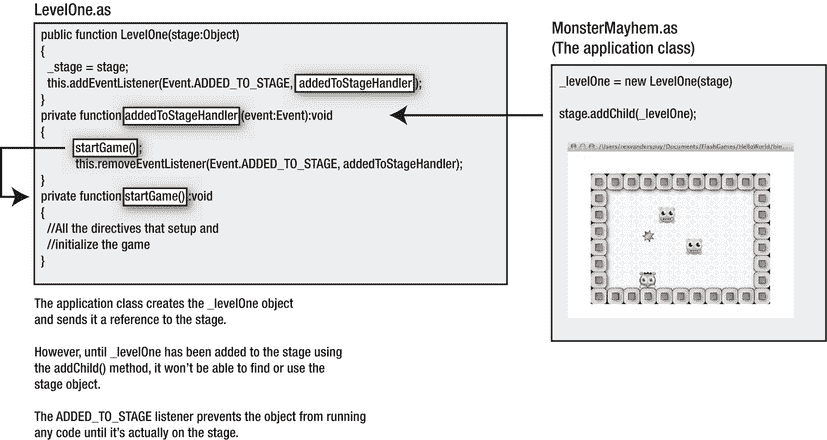 LevelOne.as
public function LevelOne(stage:Object)
{
_stage = stage;
this.addEventListener(Event.ADDED_TO_STAGE, addedToStageHandler);
}
private function addedToStageHandler (event:Event):void
{
startGame();
this.removeEventListener(Event.ADDED_TO_STAGE, addedToStageHandler);
}
private function startGame() :void
{
//All the directives that setup and
//initialize the game
}
The application class creates the _levelOne object
and sends it a reference to the stage.
However, until _levelOne has been added to the stage using
the addChild() method, it won't be able to find or use the
stage object.
The ADDED_TO_STAGE listener prevents the object from running
any code until it's actually on the stage.
MonsterMayhem.as
(The application class)
_levelOne = new LevelOne(stage)
stage.addChild(_levelOne);